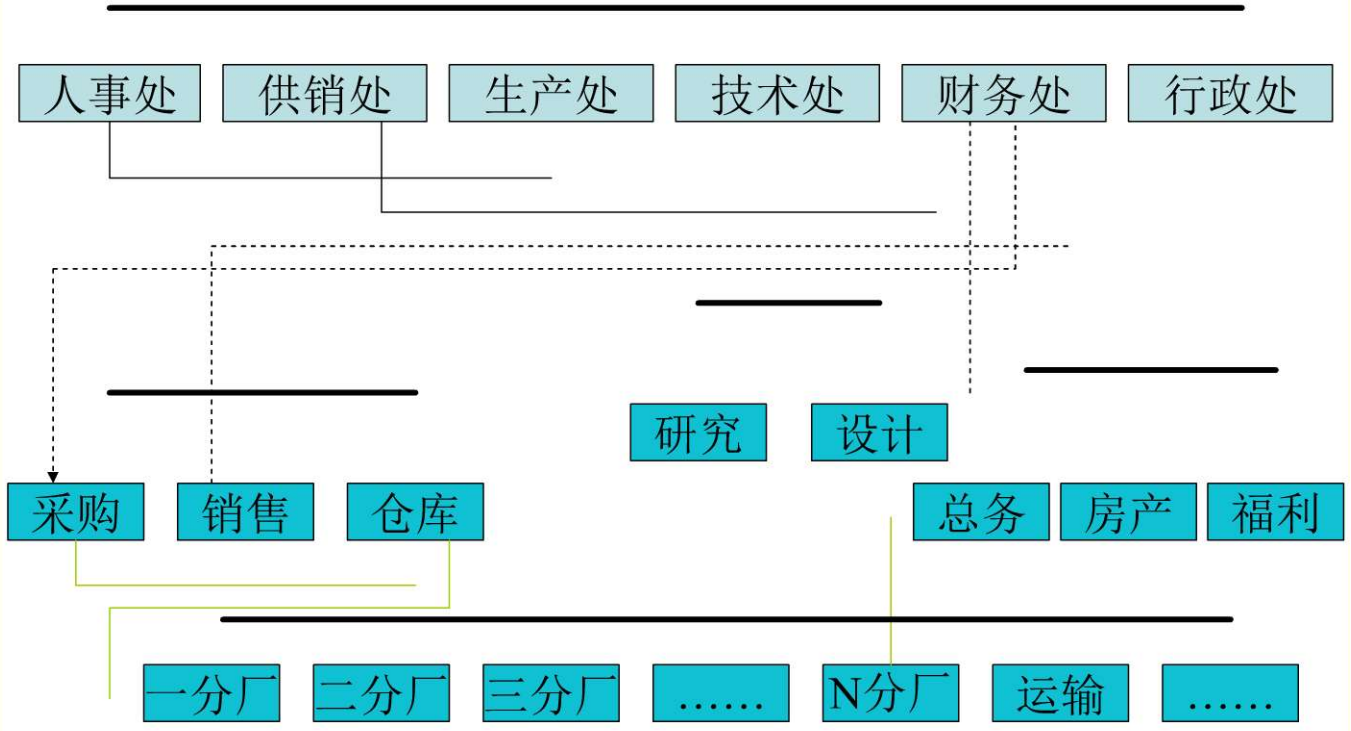 人事处 供销处 生产处 技术处 财务处 行政处
研究 设计
采购 销售 仓库 总务 房产 福利
一分厂 二分厂 三分厂 …… N分厂 运输 ……